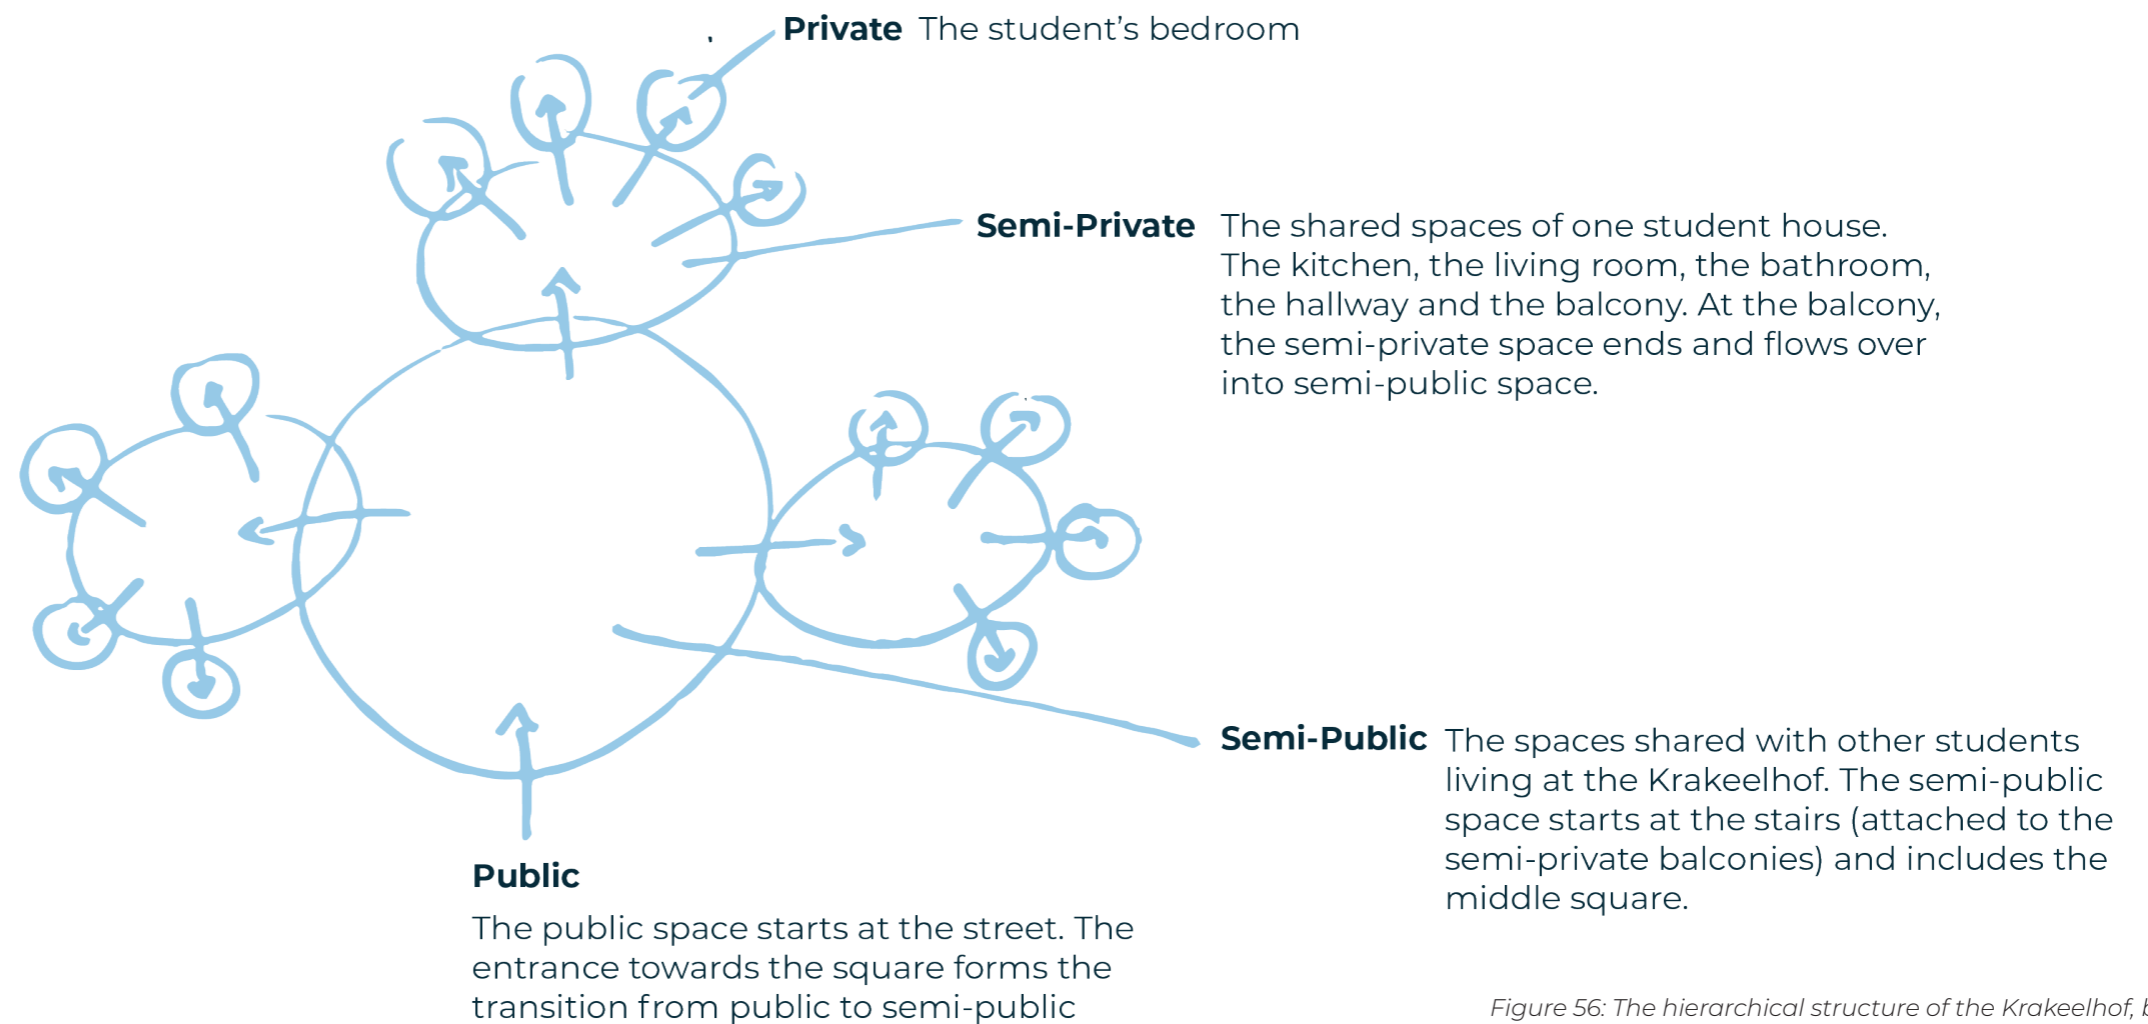 Private The student’s bedroom
Semi-Private The shared spaces of one student house.
The kitchen, the living room, the bathroom,
the hallway and the balcony. At the balcony,
the semi-private space ends and flows over
into semi-public space.
Semi-Public The spaces shared with other students
living at the Krakeelhof. The semi-public
space starts at the stairs (attached to the
semi-private balconies) and includes the
middle square.
Public
The public space starts at the street. The
entrance towards the square forms the
transition from public to semi-public
Figure 56: The hierarchical structure of the Krakeelhof,